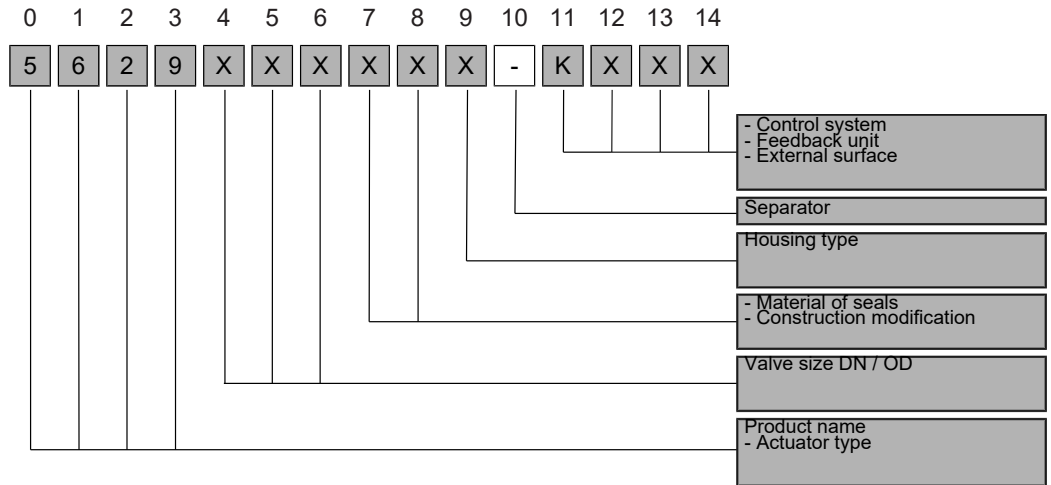 0 1 2 3 4 5 6 7 8 9 10 11 12 13 14
5 6 2 9 X X X X X X - K X X X
- Control system
- Feedback unit
- External surface
Separator
Housing type
- Material of seals
- Construction modification
Valve size DN / OD
Product name
- Actuator type